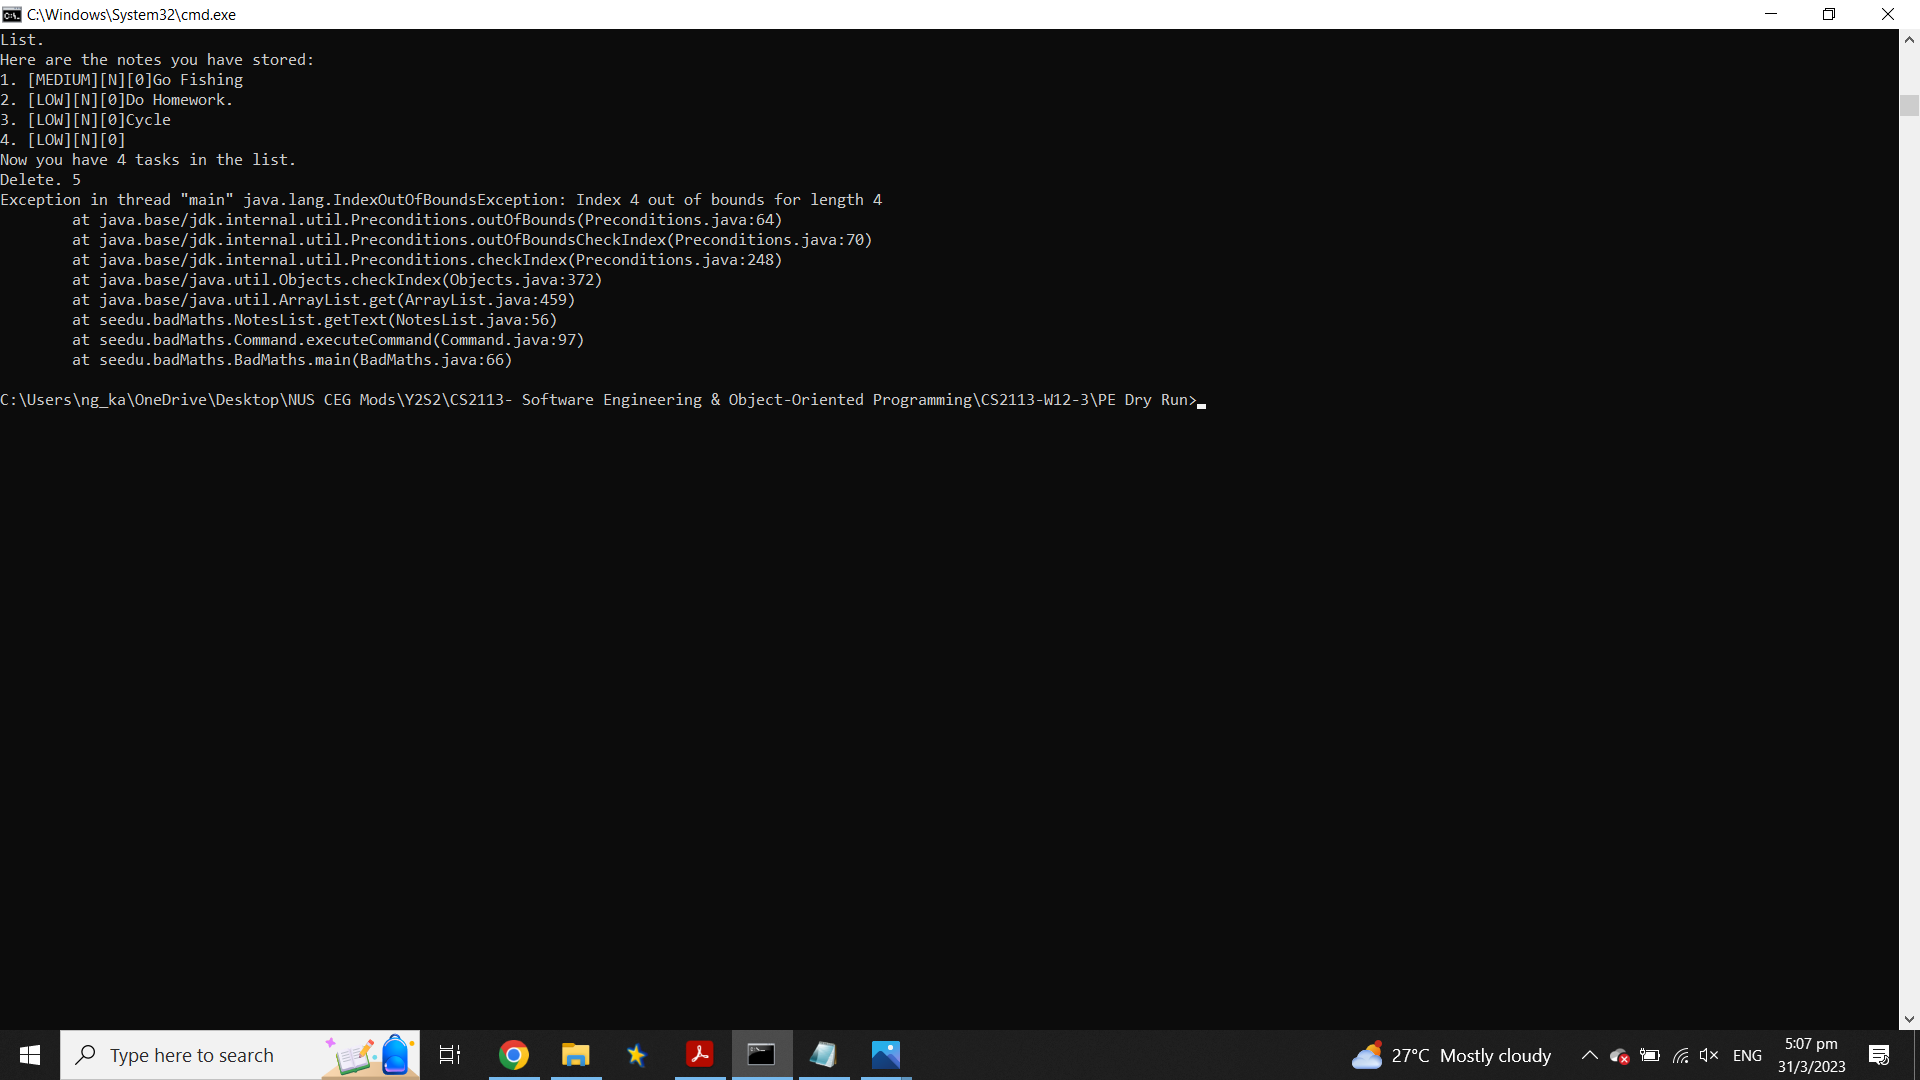 C:\Windows\System32\cmd.exe
List.
Here are the notes you have stored:
1. [MEDIUM][N][0]Go Fishing
2. [LOW][N][0]Do Homework.
3. [LOW][N][0]Cycle
4. [LOW][N][0]
Now you have 4 tasks in the list.
Delete. 5
Exception in thread "main" java.lang.IndexOutOfBoundsException: Index 4 out of bounds for length 4
        at java.base/jdk.internal.util.Preconditions.outOfBounds(Preconditions.java:64)
        at java.base/jdk.internal.util.Preconditions.outOfBoundsCheckIndex(Preconditions.java:70)
        at java.base/jdk.internal.util.Preconditions.checkIndex(Preconditions.java:248)
        at java.base/java.util.Objects.checkIndex(Objects.java:372)
        at java.base/java.util.ArrayList.get(ArrayList.java:459)
        at seedu.badMaths.NotesList.getText(NotesList.java:56)
        at seedu.badMaths.Command.executeCommand(Command.java:97)
        at seedu.badMaths.BadMaths.main(BadMaths.java:66)
C:\Users\ng_ka\OneDrive\Desktop\NUS CEG Mods\Y2S2\CS2113- Software Engineering & Object-Oriented Programming\CS2113-W12-3\PE Dry Run>
Type here to search
27°C Mostly cloudy
ENG
5:07 pm
31/3/2023